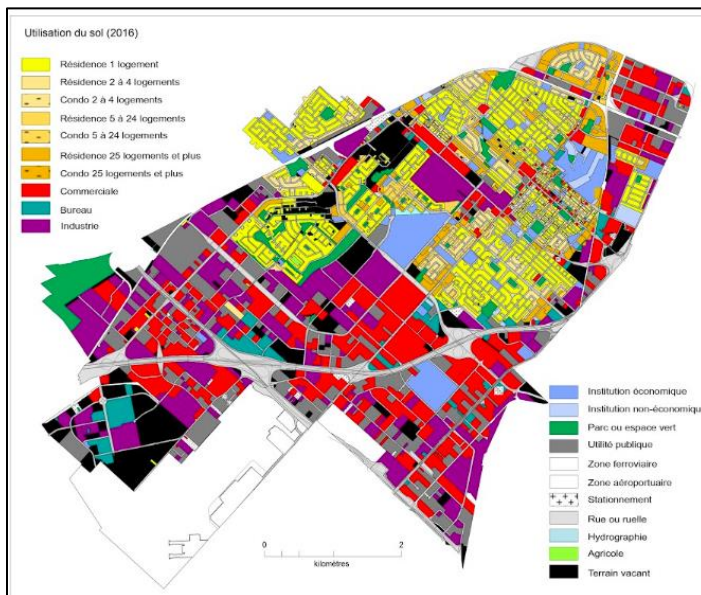 Utilisation du sol (2016)
Résidence 1 logement
Résidence 2 à 4 logements
Condo 2 à 4 logements
Résidence 5 à 24 logements
Condo 5 à 24 logements
Résidence 25 logements et plus
Condo 25 logements et plus
Commerciale
Bureau
Industrie
Institution économique
Institution non-économiqu
Parc ou espace vert
Utilité publique
Zone ferroviaire
Zone aéroportuaire
Stationnement
Rue ou ruelle
Hydrographie
Agricole
Terrain vacant
0 2
kilomètres